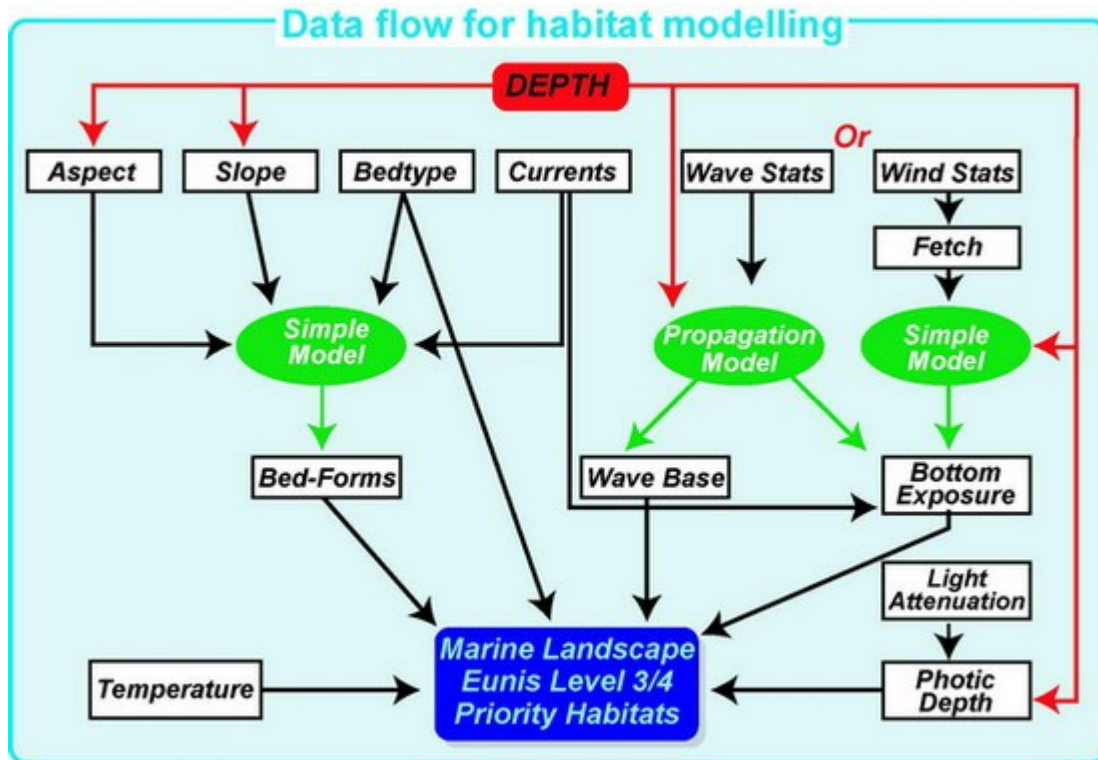 Data flow for habitat modelling
DEPTH
Or
Aspect
Slope
Bedtype
Currents
Wave Stats
Wind Stats
Fetch
Simple
Model
Propagation
Model
Simple
Model
Bed-Forms
Wave Base
Bottom
Exposure
Light
Attenuation
Marine Landscape
Eunis Level 3/4
Priority Habitats
Temperature
Photic
Depth